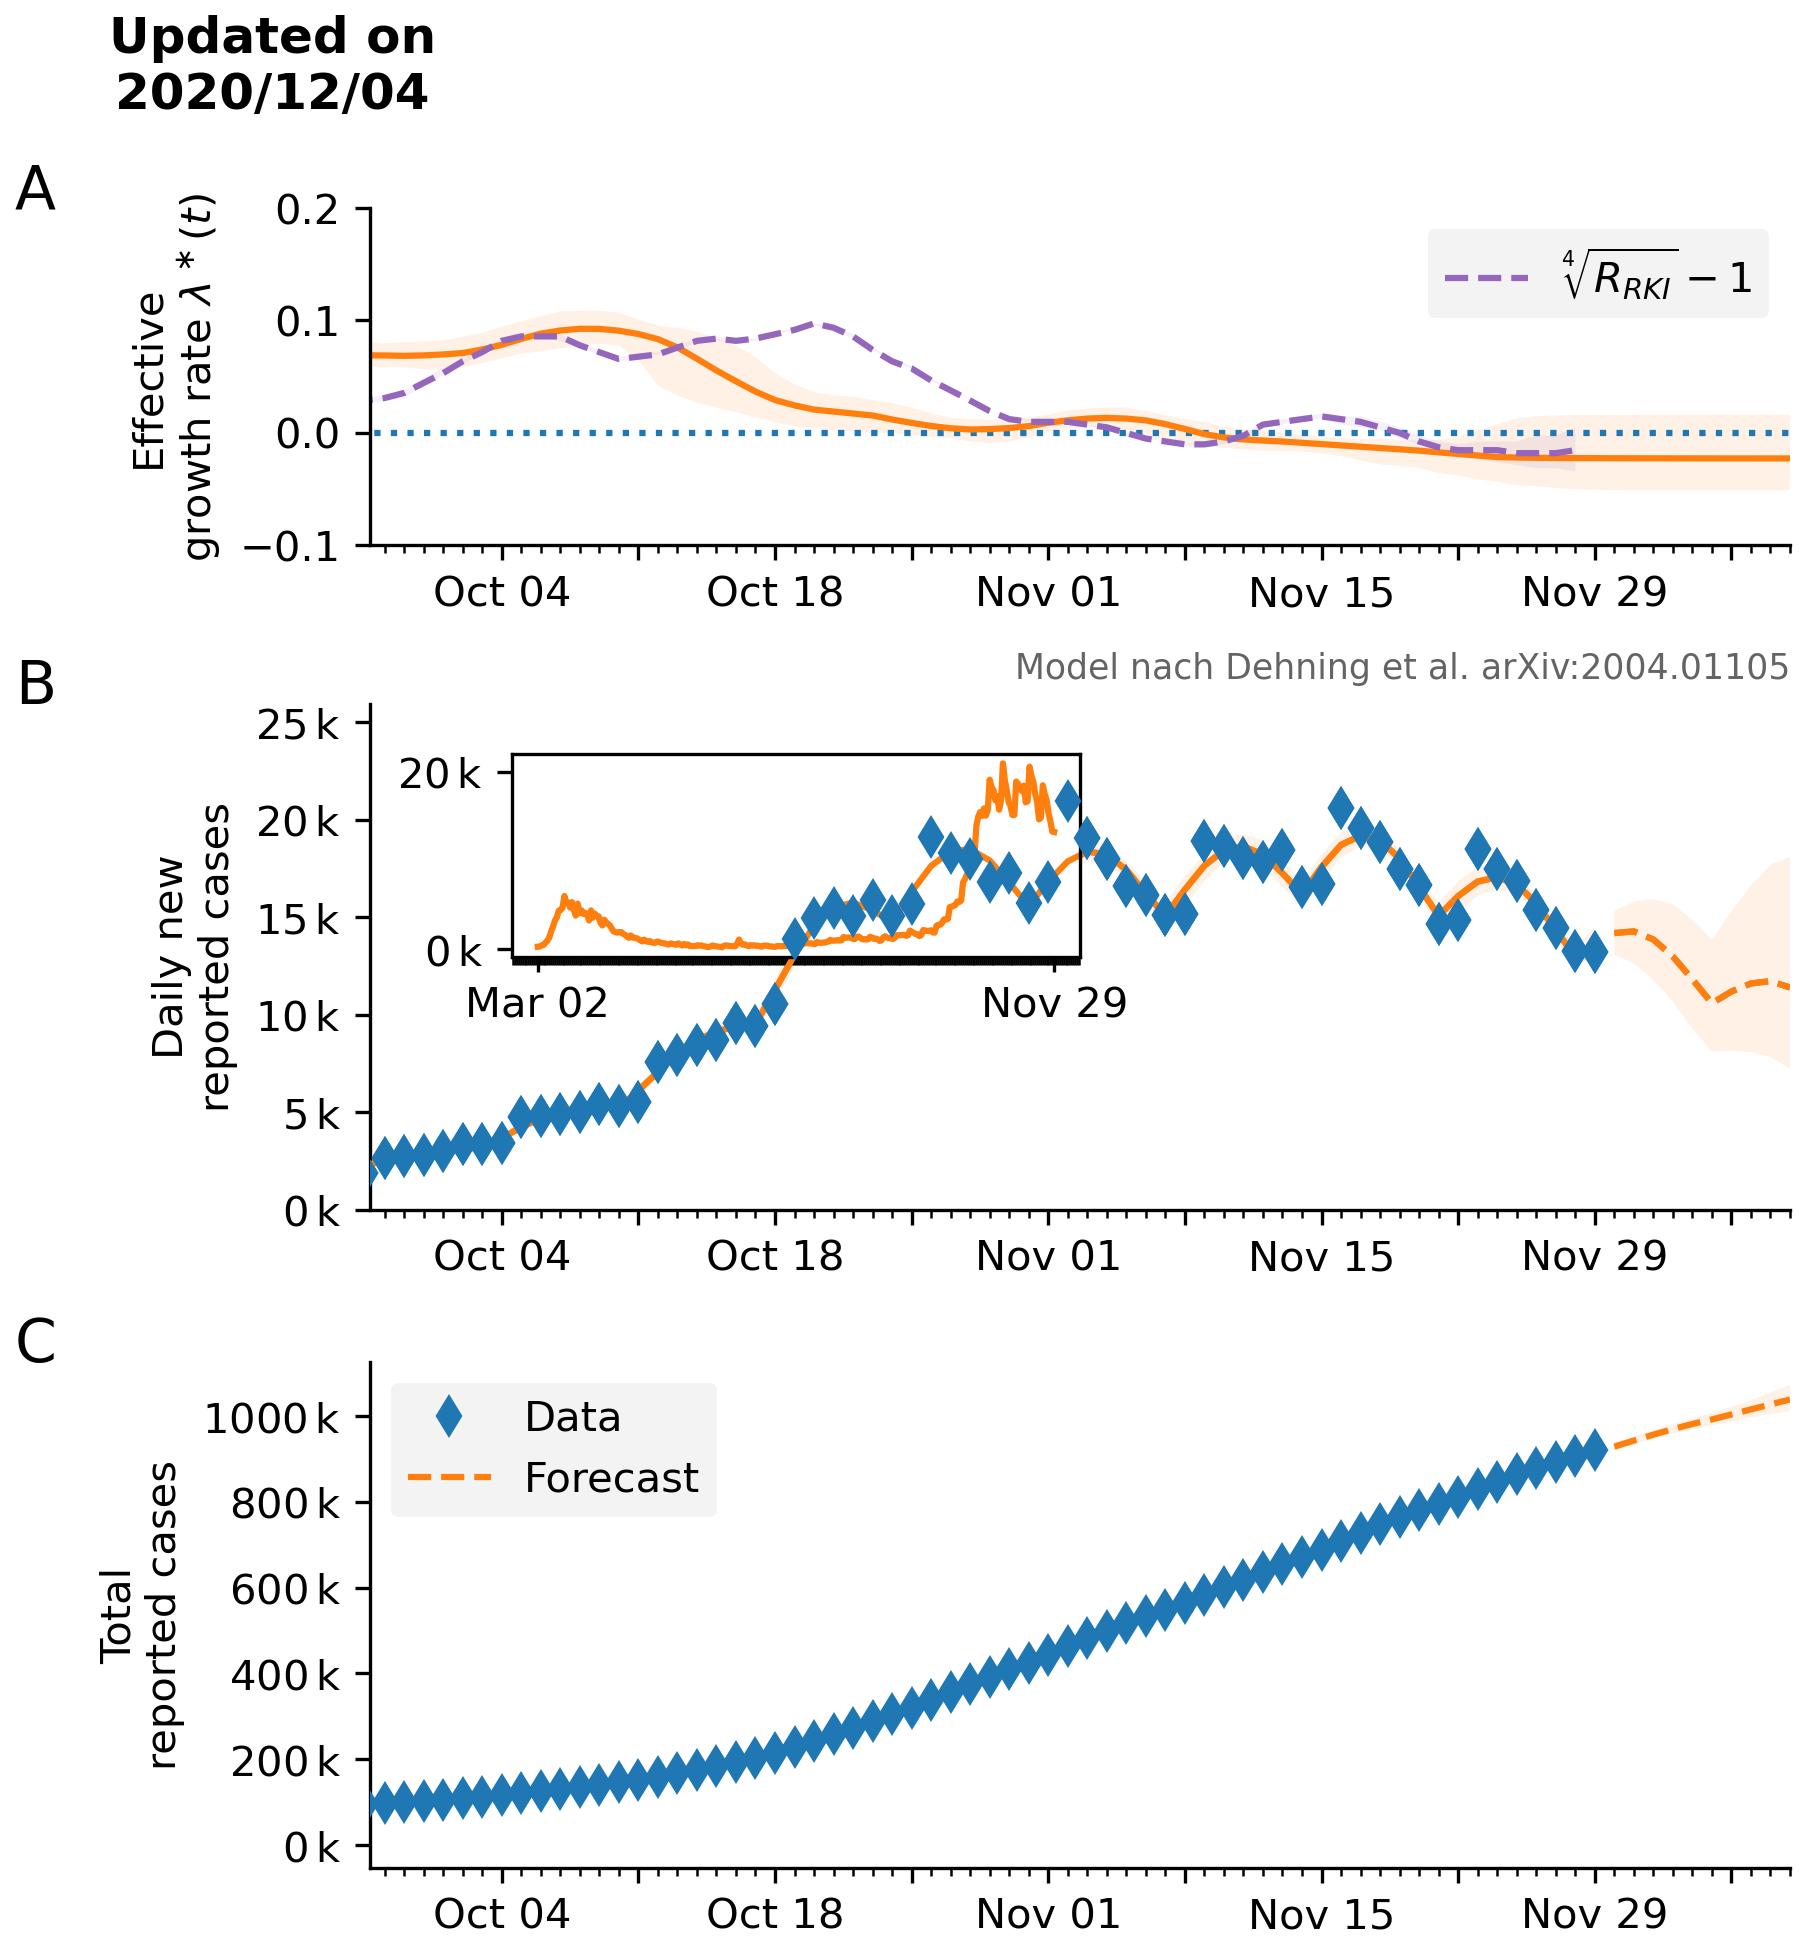 Updated on
2020/12/04
A
Effective
growth rate λ * (t)
0.2
0.1
0.0
−0.1
∜R_RKI − 1
Oct 04
Oct 18
Nov 01
Nov 15
Nov 29
Model nach Dehning et al. arXiv:2004.01105
B
Daily new
reported cases
25 k
20 k
15 k
10 k
5 k
0 k
20 k
0 k
Mar 02
Nov 29
Oct 04
Oct 18
Nov 01
Nov 15
Nov 29
C
Total
reported cases
1000 k
800 k
600 k
400 k
200 k
0 k
Data
Forecast
Oct 04
Oct 18
Nov 01
Nov 15
Nov 29